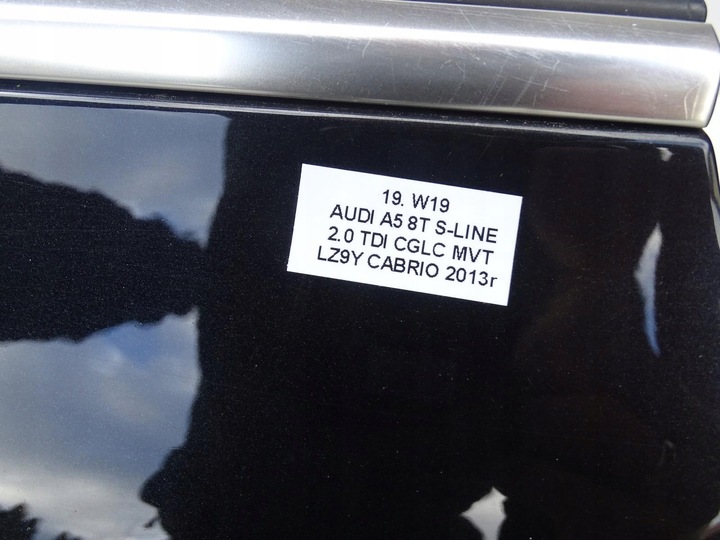 19. W19
AUDI A5 8T S-LINE
2.0 TDI CGLC MVT
LZ9Y CABRIO 2013r